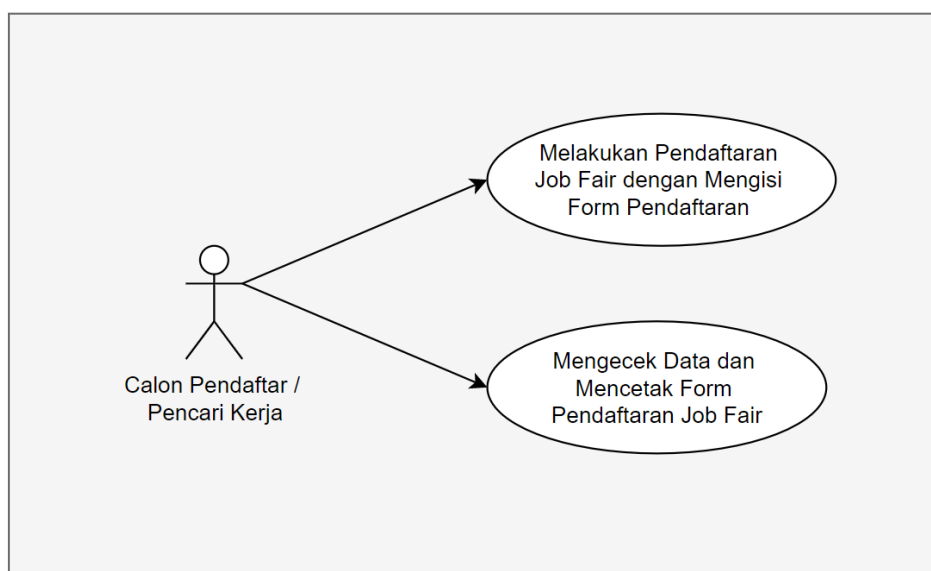 Melakukan Pendaftaran
Job Fair dengan Mengisi
Form Pendaftaran
Calon Pendaftar /
Pencari Kerja
Mengecek Data dan
Mencetak Form
Pendaftaran Job Fair